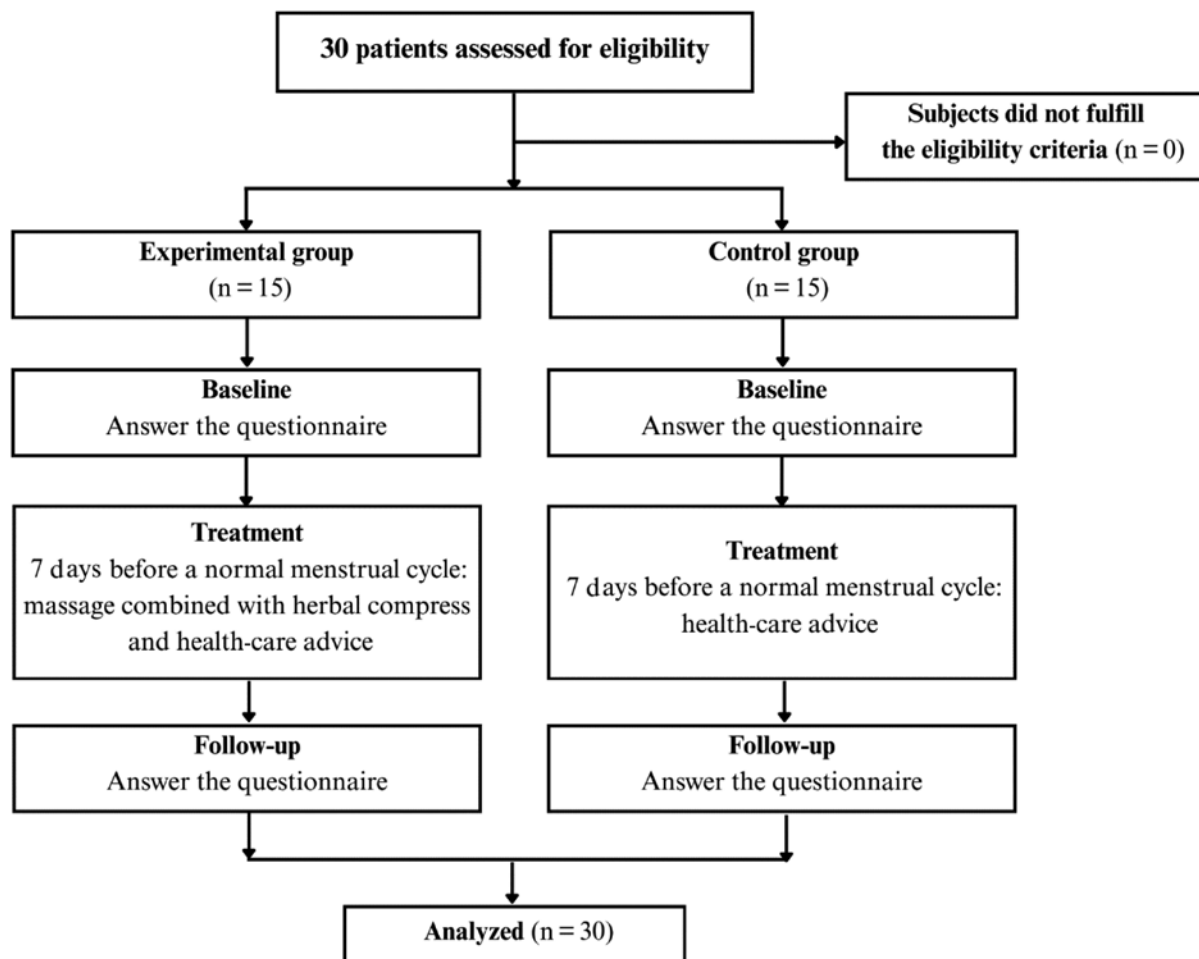 30 patients assessed for eligibility
Subjects did not fulfill
the eligibility criteria (n = 0)
Experimental group
(n = 15)
Control group
(n = 15)
Baseline
Answer the questionnaire
Baseline
Answer the questionnaire
Treatment
7 days before a normal menstrual cycle:
massage combined with herbal compress
and health-care advice
Treatment
7 days before a normal menstrual cycle:
health-care advice
Follow-up
Answer the questionnaire
Follow-up
Answer the questionnaire
Analyzed (n = 30)